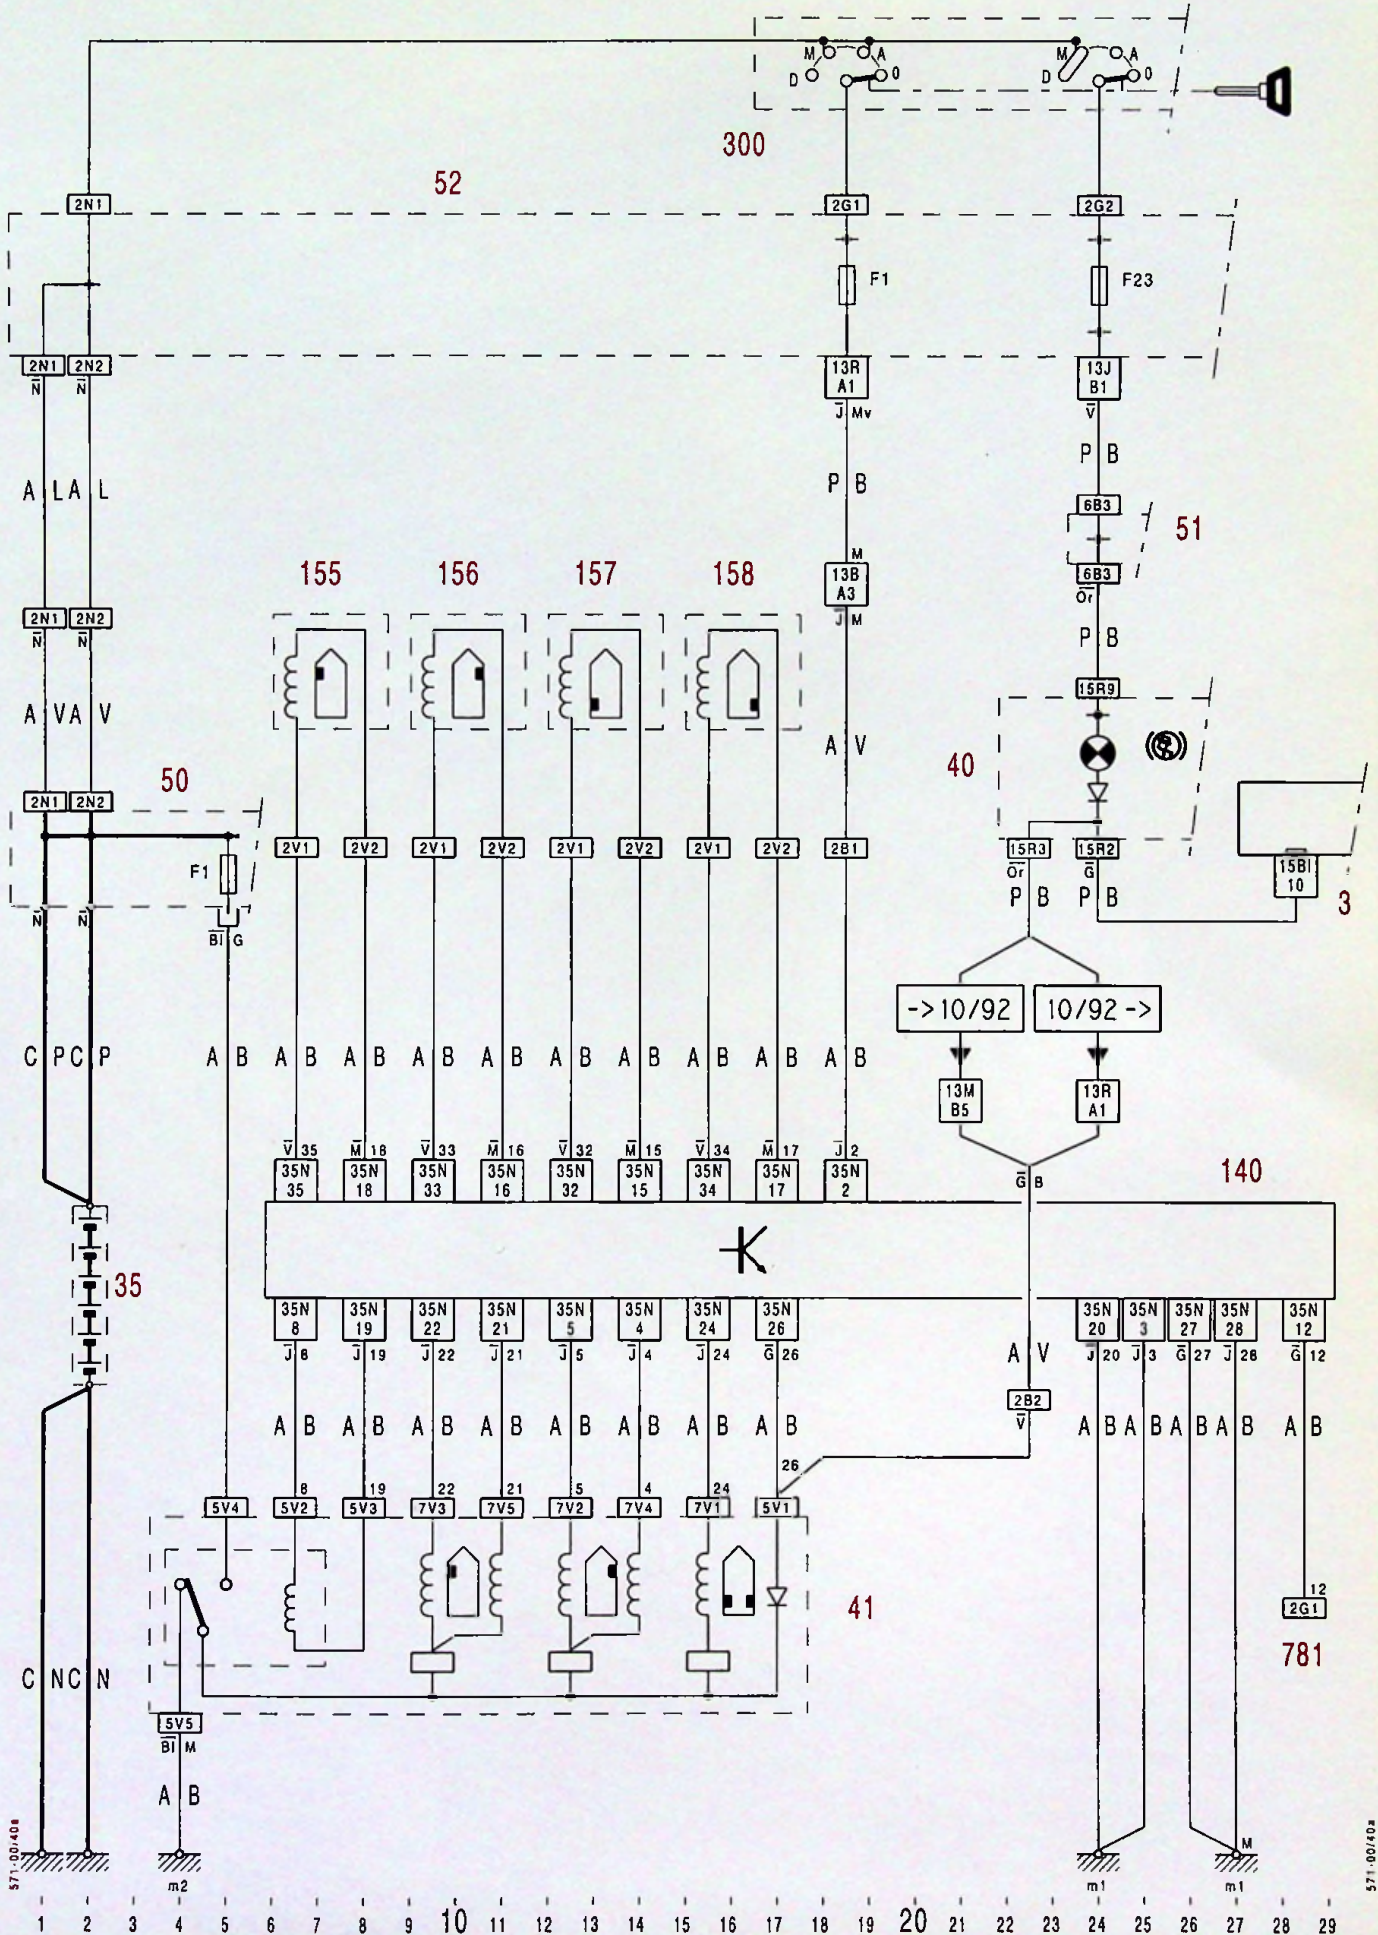 M A M A
D O D O
300
52
2N1 2G1 2G2
F1 F23
2N1 2N2 13R A1 13J B1
N N J Mv V
P B
A L A L P B 6B3
51
M 6B3
155 156 157 158 13B A3 Or
2N1 2N2 J M
N N P B
15R9
A V A V A V
40
50
2N1 2N2
F1 2V1 2V2 2V1 2V2 2V1 2V2 2V1 2V2 2B1 15R3 15R2 15BI 10
Or G
N N BI G P B P B 3
->10/92 10/92 ->
C P C P A B A B A B A B A B A B A B A B A B A B
13M B5 13R A1
V 35 M 18 V 33 M 16 V 32 M 15 V 34 M 17 J 2
35N 35 35N 18 35N 33 35N 16 35N 32 35N 15 35N 34 35N 17 35N 2
140
G B
35
35N 8 35N 19 35N 22 35N 21 35N 5 35N 4 35N 24 35N 26 35N 20 35N 3 35N 27 35N 28 35N 12
J 8 J 19 J 22 J 21 J 5 J 4 J 24 G 26 A V J 20 J 3 G 27 J 28 G 12
2B2
V
A B A B A B A B A B A B A B A B A B A B A B A B A B
8 19 22 21 5 4 24 26
5V4 5V2 5V3 7V3 7V5 7V2 7V4 7V1 5V1
41
12
2G1
781
C N C N
5V5
BI M
A B
M
m2 m1 m1
571-00/40a
571-00/40a
1 2 3 4 5 6 7 8 9 10 11 12 13 14 15 16 17 18 19 20 21 22 23 24 25 26 27 28 29